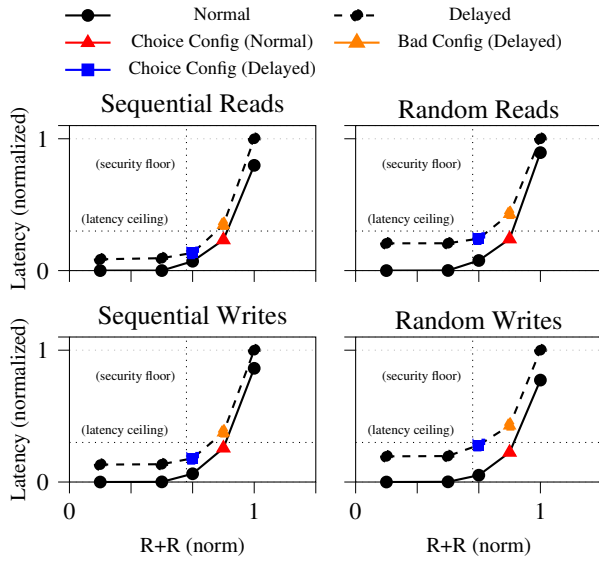 Normal
Delayed
Choice Config (Normal)
Bad Config (Delayed)
Choice Config (Delayed)
Sequential Reads
Random Reads
Latency (normalized)
1
(security floor)
(latency ceiling)
0
1
(security floor)
(latency ceiling)
0
Sequential Writes
Random Writes
Latency (normalized)
1
(security floor)
(latency ceiling)
0
1
(security floor)
(latency ceiling)
0
0
1
0
1
R+R (norm)
R+R (norm)